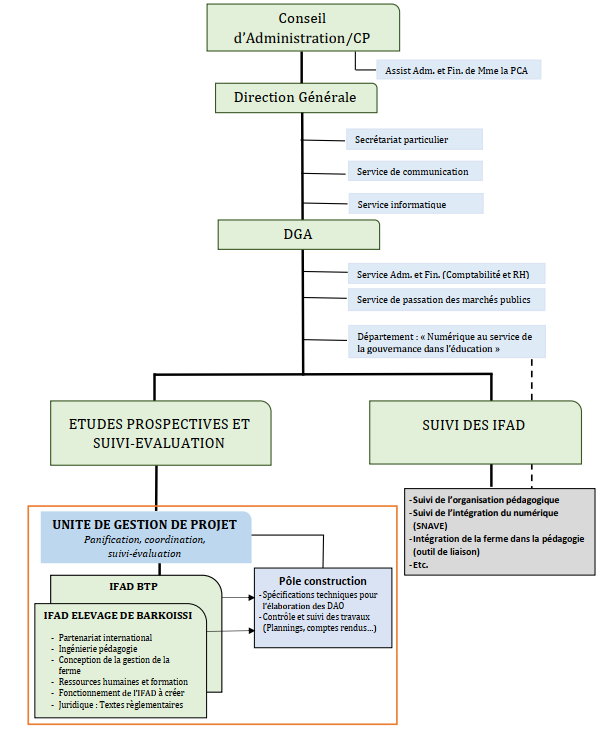 Conseil
d’Administration/CP
Assist Adm. et Fin. de Mme la PCA
Direction Générale
Secrétariat particulier
Service de communication
Service informatique
DGA
Service Adm. et Fin. (Comptabilité et RH)
Service de passation des marchés publics
Département : « Numérique au service de
la gouvernance dans l’éducation »
ETUDES PROSPECTIVES ET
SUIVI-EVALUATION
SUIVI DES IFAD
-Suivi de l’organisation pédagogique
-Suivi de l’intégration du numérique
(SNAVE)
-Intégration de la ferme dans la pédagogie
(outil de liaison)
-Etc.
UNITE DE GESTION DE PROJET
Panification, coordination,
suivi-évaluation
IFAD BTP
IFAD ELEVAGE DE BARKOISSI
- Partenariat international
- Ingénierie pédagogie
- Conception de la gestion de la
ferme
- Ressources humaines et formation
- Fonctionnement de l’IFAD à créer
- Juridique : Textes règlementaires
Pôle construction
-Spécifications techniques pour
l’élaboration des DAO
-Contrôle et suivi des travaux
(Plannings, comptes rendus...)